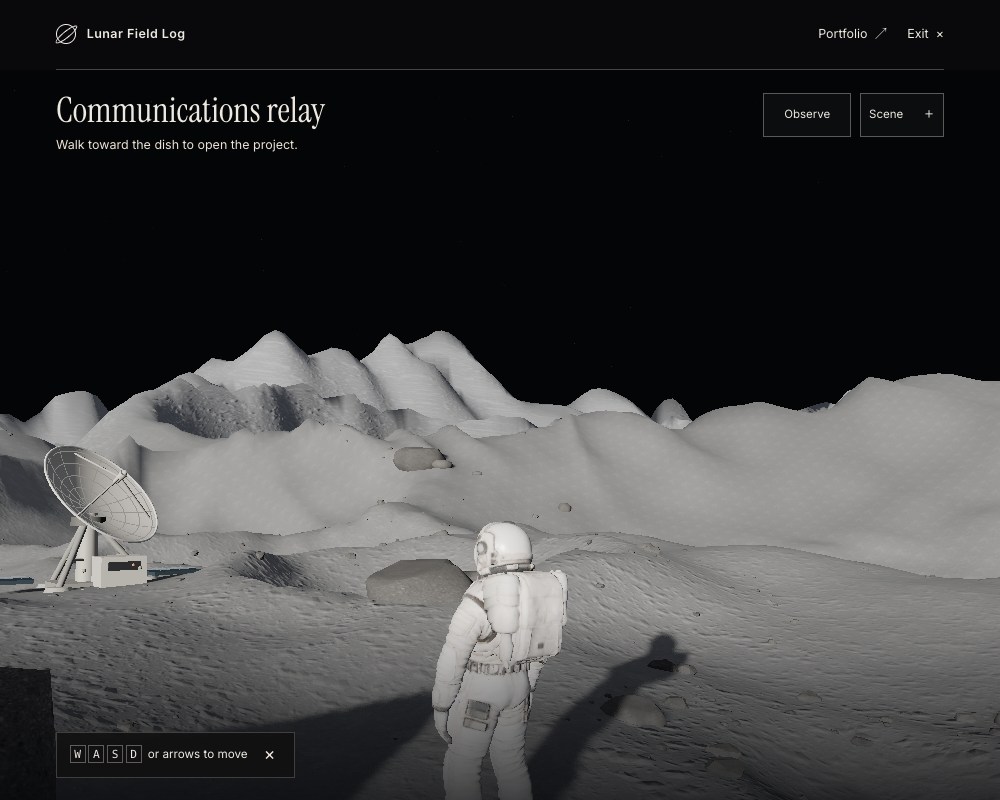 Lunar Field Log
Portfolio ↗ Exit ×
Communications relay
Walk toward the dish to open the project.
Observe
Scene +
W A S D or arrows to move ×